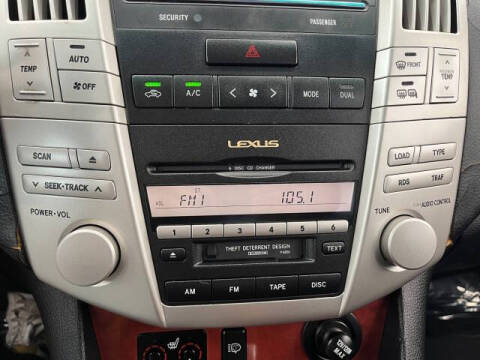 SECURITY
PASSENGER
TEMP
AUTO
OFF
FRONT
TEMP
A/C
MODE
DUAL
LEXUS
6 DISC CD CHANGER
SCAN
SEEK•TRACK
LOAD
TYPE
RDS
TRAF
ST
VOL
FM1 105.1
POWER•VOL
TUNE
AUDIO CONTROL
1 2 3 4 5 6
THEFT DETERRENT DESIGN
TEXT
AM
FM
TAPE
DISC